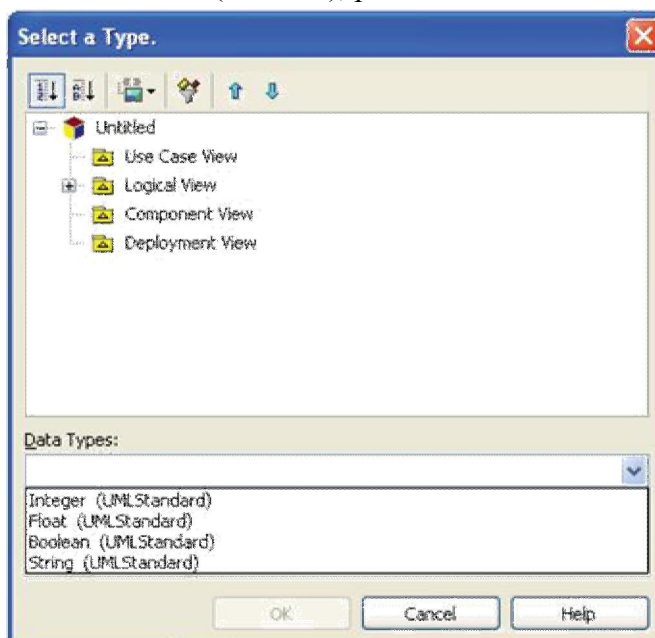 Select a Type.
Untitled
Use Case View
Logical View
Component View
Deployment View
Data Types:
Integer (UMLStandard)
Float (UMLStandard)
Boolean (UMLStandard)
String (UMLStandard)
OK
Cancel
Help